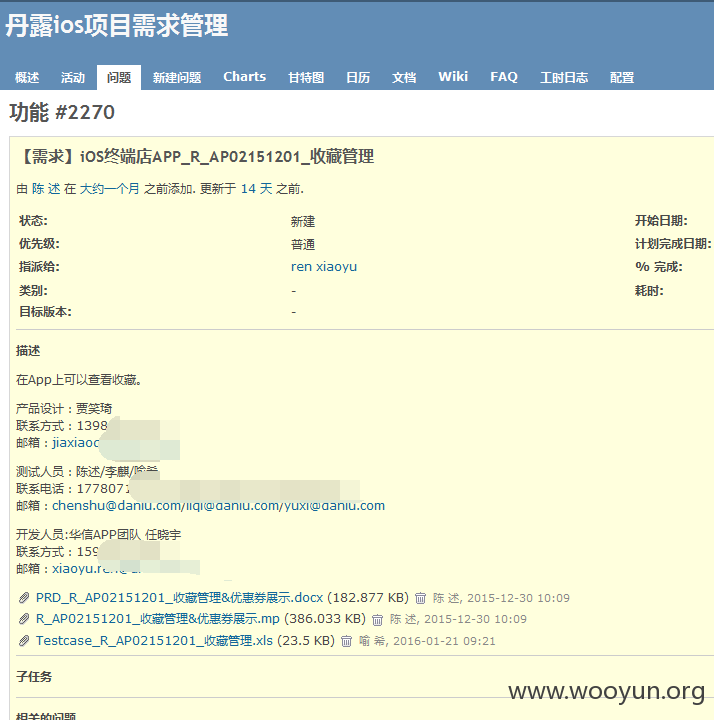 丹露ios项目需求管理
概述 活动 问题 新建问题 Charts 甘特图 日历 文档 Wiki FAQ 工时日志 配置
功能 #2270
【需求】iOS终端店APP_R_AP02151201_收藏管理
由 陈 述 在 大约一个月 之前添加. 更新于 14 天 之前.
状态: 新建 开始日期:
优先级: 普通 计划完成日期:
指派给: ren xiaoyu % 完成:
类别: - 耗时:
目标版本: -
描述
在App上可以查看收藏。
产品设计：贾笑琦
联系方式：1398
邮箱：jiaxiao
测试人员：陈述/李麒/喻希
联系电话：177807
邮箱：chenshu@daniu.com/liqi@daniu.com/yuxi@daniu.com
开发人员:华信APP团队 任晓宇
联系方式：159
邮箱：xiaoyu.ren@
PRD_R_AP02151201_收藏管理&优惠券展示.docx (182.877 KB) 陈 述, 2015-12-30 10:09
R_AP02151201_收藏管理&优惠券展示.mp (386.033 KB) 陈 述, 2015-12-30 10:09
Testcase_R_AP02151201_收藏管理.xls (23.5 KB) 喻 希, 2016-01-21 09:21
子任务
www.wooyun.org
相关的问题